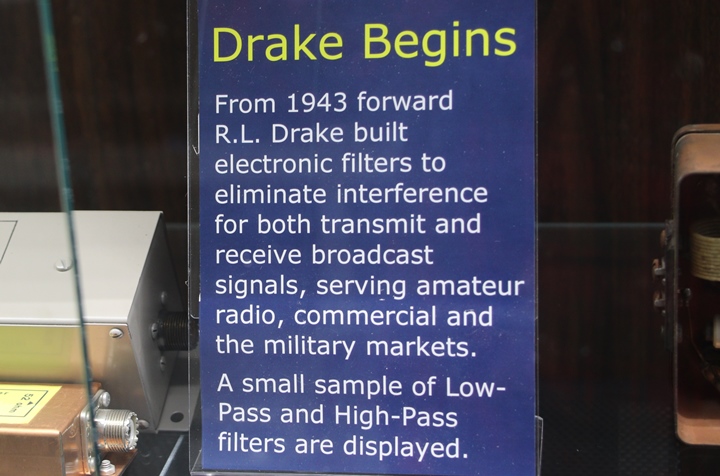 Drake Begins
From 1943 forward
R.L. Drake built
electronic filters to
eliminate interference
for both transmit and
receive broadcast
signals, serving amateur
radio, commercial and
the military markets.
A small sample of Low-
Pass and High-Pass
filters are displayed.
52 ohm